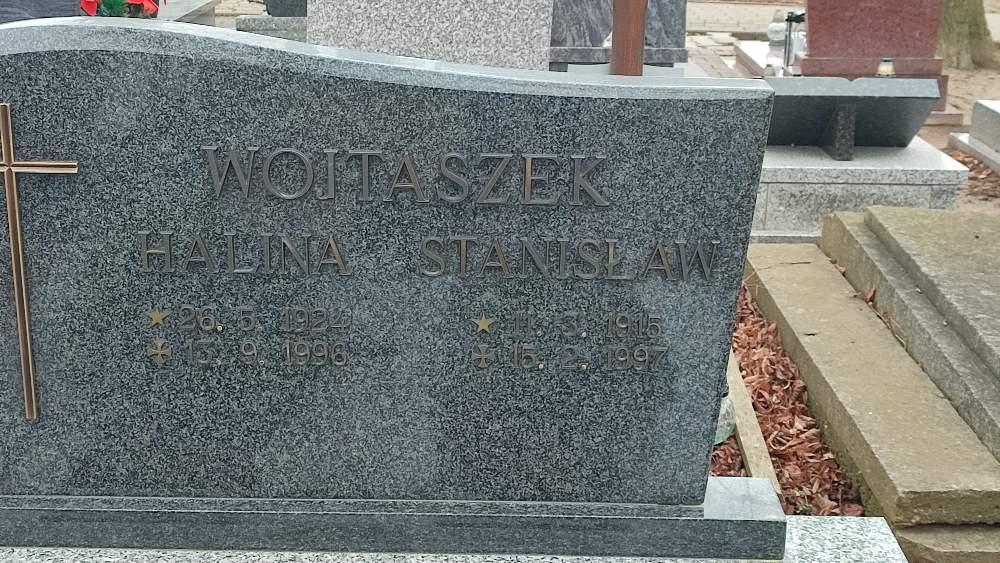 WOJTASZEK
HALINA STANISŁAW
26. 5. 1924 11. 3. 1915
13. 9. 1996 15. 2. 1997